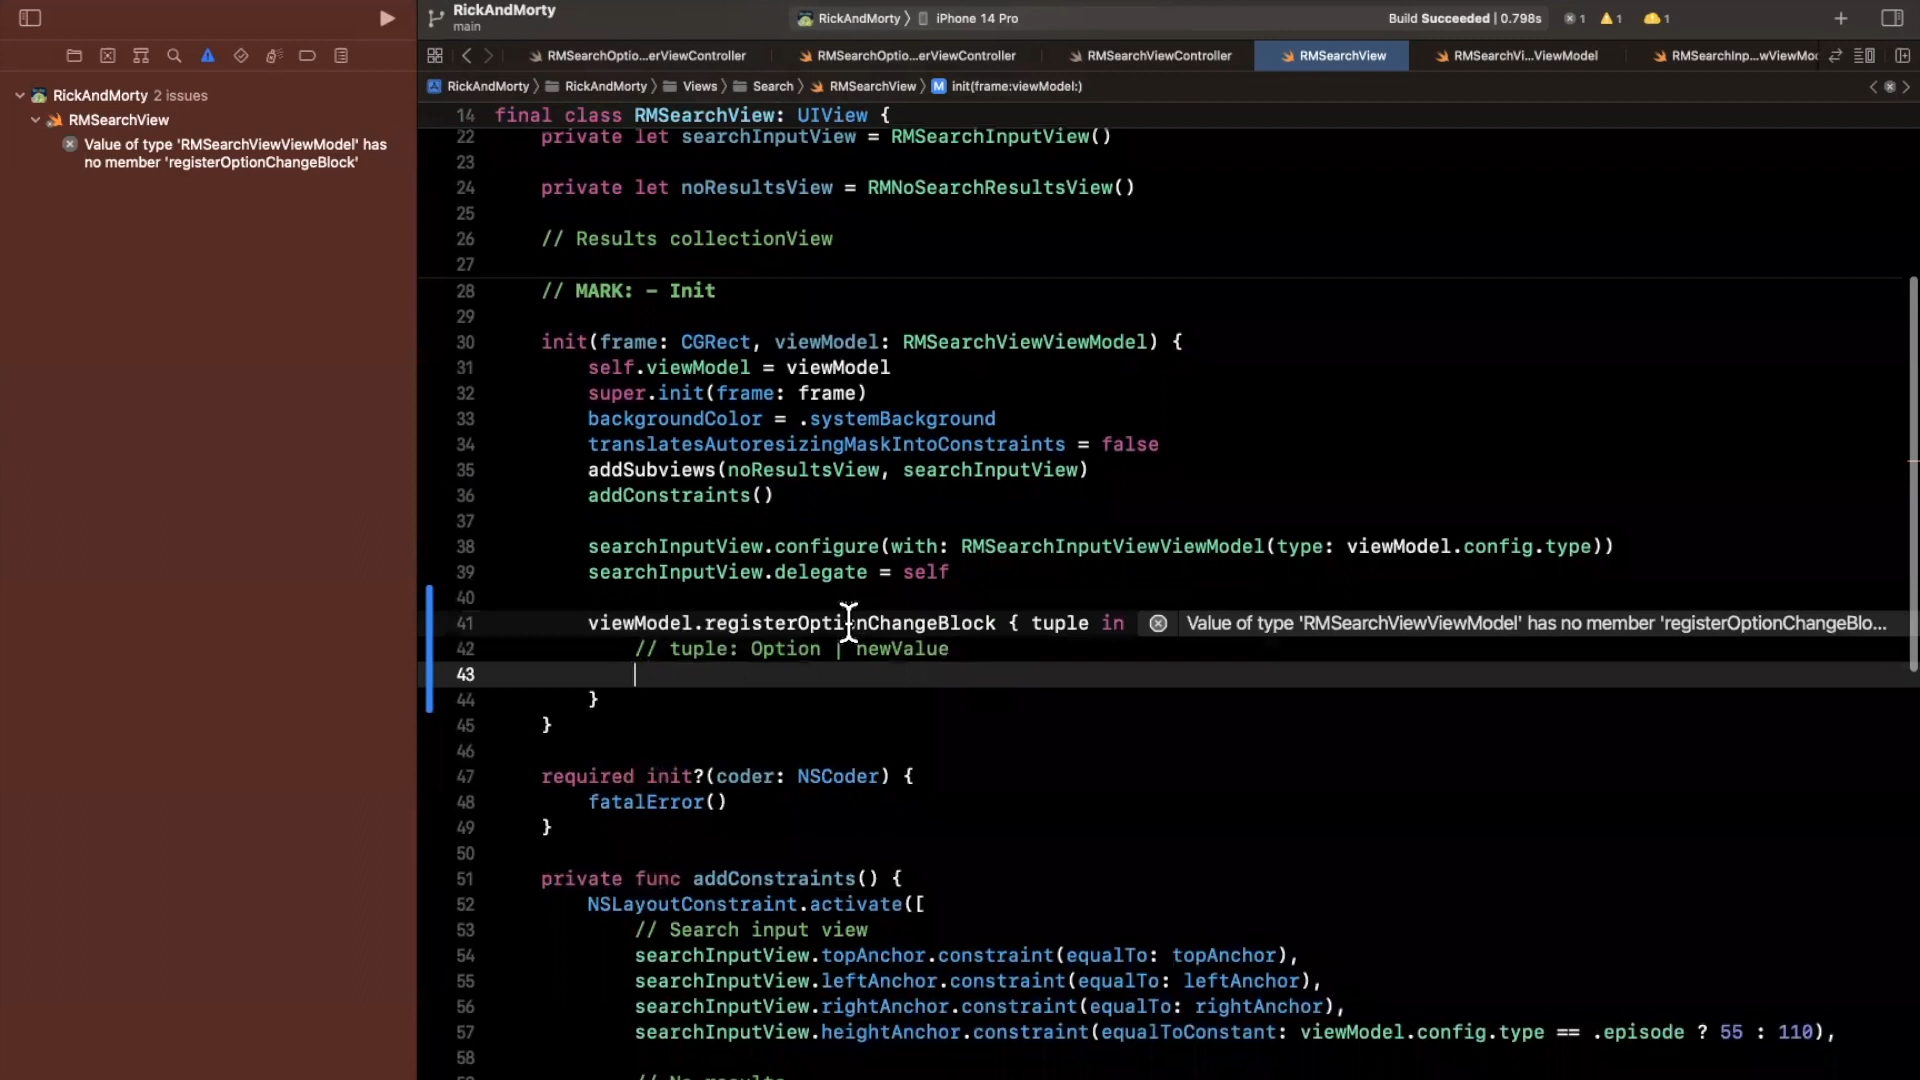 RickAndMorty
main
RickAndMorty
iPhone 14 Pro
Build Succeeded | 0.798s
1
1
1
RMSearchOptio...erViewController
RMSearchOptio...erViewController
RMSearchViewController
RMSearchView
RMSearchVi...ViewModel
RMSearchInp...wViewMo
RickAndMorty
RickAndMorty
Views
Search
RMSearchView
M init(frame:viewModel:)
RickAndMorty 2 issues
RMSearchView
Value of type 'RMSearchViewViewModel' has
no member 'registerOptionChangeBlock'
14 final class RMSearchView: UIView {
22 private let searchInputView = RMSearchInputView()
23
24 private let noResultsView = RMNoSearchResultsView()
25
26 // Results collectionView
27
28 // MARK: - Init
29
30 init(frame: CGRect, viewModel: RMSearchViewViewModel) {
31 self.viewModel = viewModel
32 super.init(frame: frame)
33 backgroundColor = .systemBackground
34 translatesAutoresizingMaskIntoConstraints = false
35 addSubviews(noResultsView, searchInputView)
36 addConstraints()
37
38 searchInputView.configure(with: RMSearchInputViewViewModel(type: viewModel.config.type))
39 searchInputView.delegate = self
40
41 viewModel.registerOptionChangeBlock { tuple in Value of type 'RMSearchViewViewModel' has no member 'registerOptionChangeBlo...
42 // tuple: Option | newValue
43
44 }
45 }
46
47 required init?(coder: NSCoder) {
48 fatalError()
49 }
50
51 private func addConstraints() {
52 NSLayoutConstraint.activate([
53 // Search input view
54 searchInputView.topAnchor.constraint(equalTo: topAnchor),
55 searchInputView.leftAnchor.constraint(equalTo: leftAnchor),
56 searchInputView.rightAnchor.constraint(equalTo: rightAnchor),
57 searchInputView.heightAnchor.constraint(equalToConstant: viewModel.config.type == .episode ? 55 : 110),
58
// No results